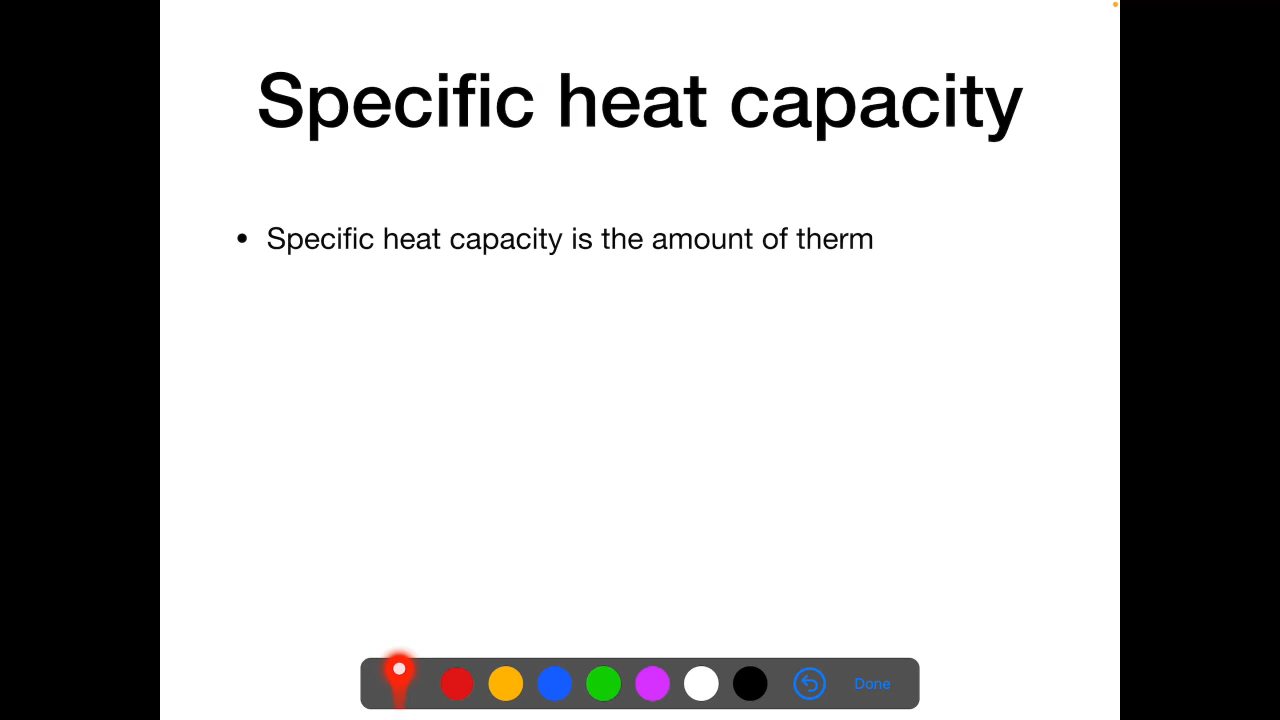 Specific heat capacity
• Specific heat capacity is the amount of therm
Done